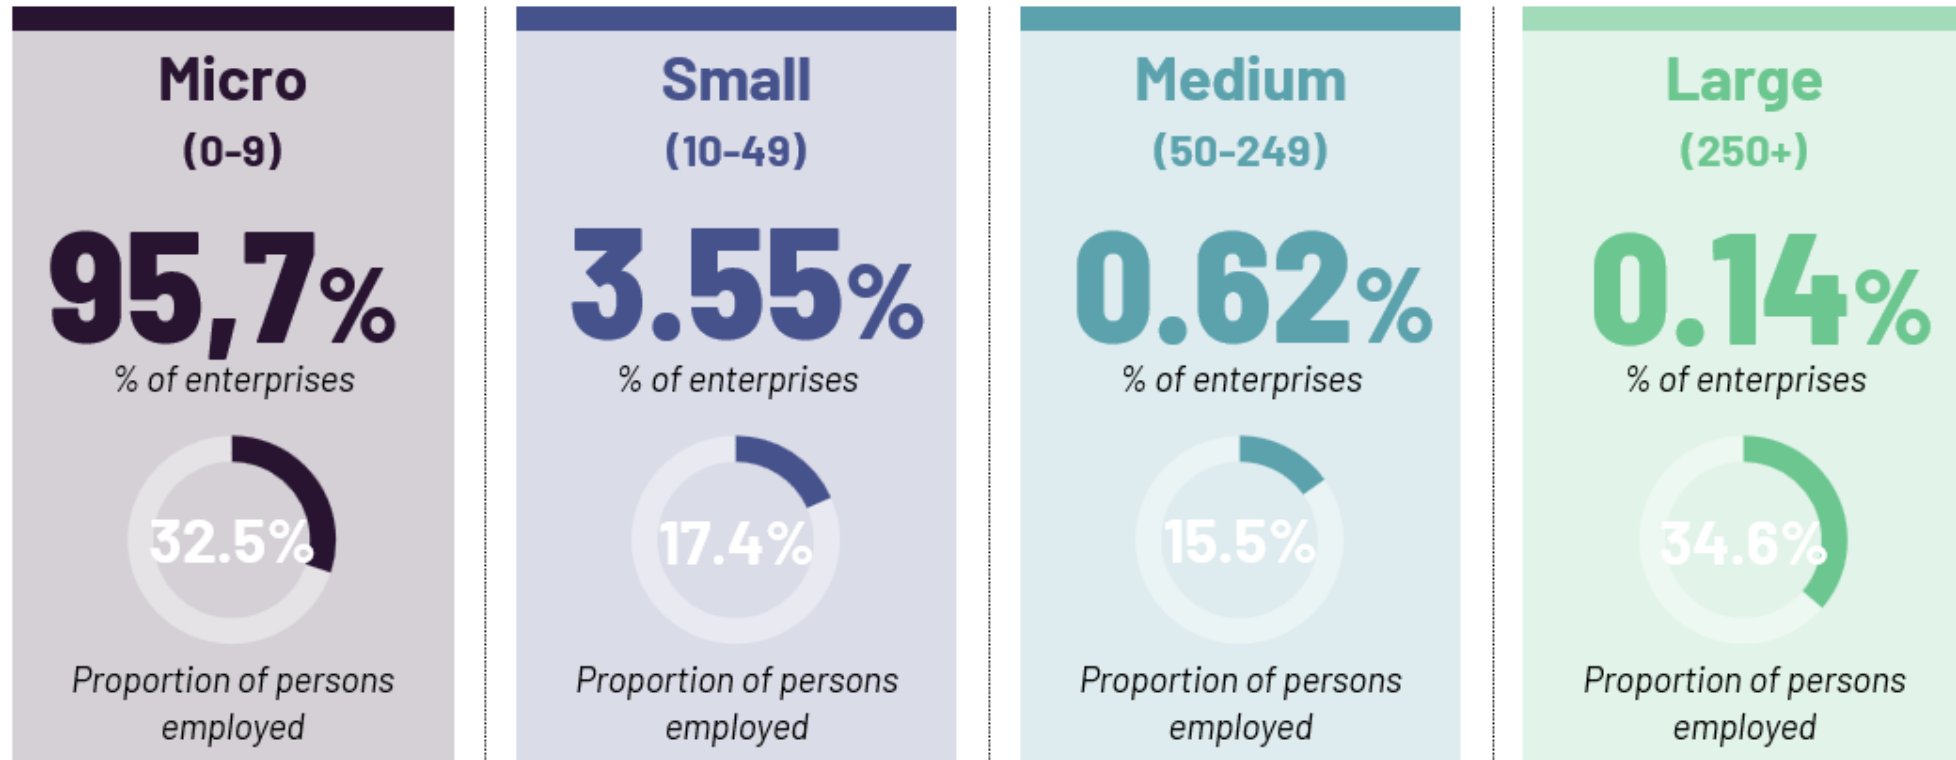 Micro
(0-9)
95,7%
% of enterprises
32.5%
Proportion of persons
employed
Small
(10-49)
3.55%
% of enterprises
17.4%
Proportion of persons
employed
Medium
(50-249)
0.62%
% of enterprises
15.5%
Proportion of persons
employed
Large
(250+)
0.14%
% of enterprises
34.6%
Proportion of persons
employed